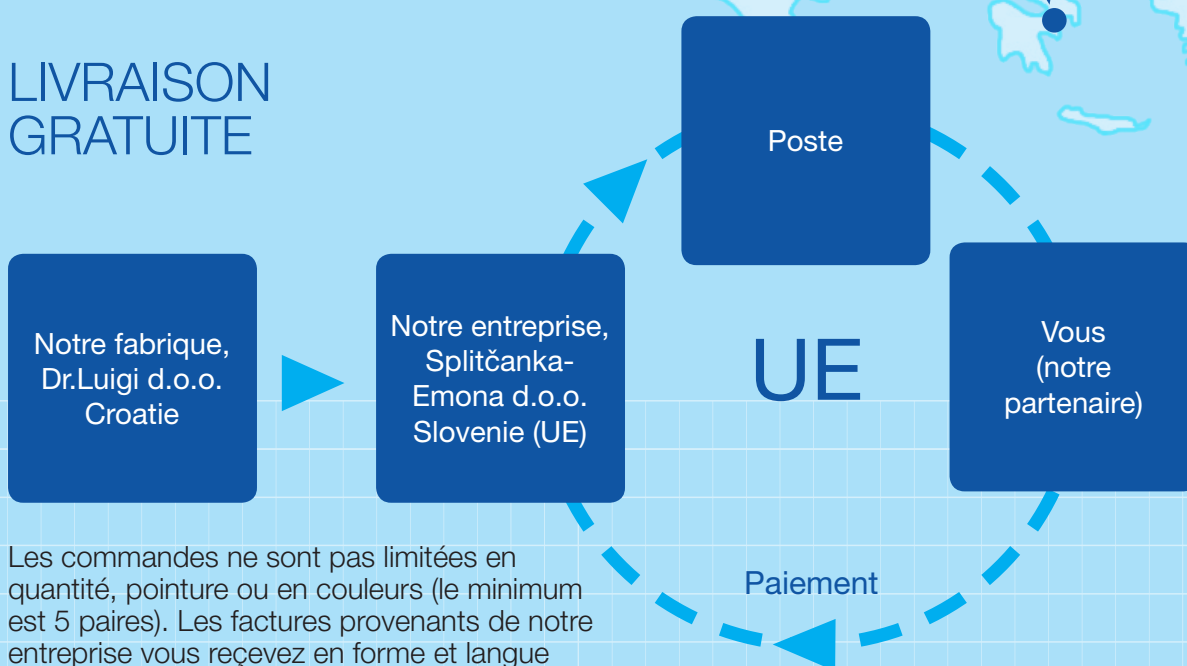 LIVRAISON
GRATUITE
Poste
Notre fabrique,
Dr.Luigi d.o.o.
Croatie
Notre entreprise,
Splitčanka-
Emona d.o.o.
Slovenie (UE)
UE
Vous
(notre
partenaire)
Paiement
Les commandes ne sont pas limitées en
quantité, pointure ou en couleurs (le minimum
est 5 paires). Les factures provenants de notre
entreprise vous reçevez en forme et langue